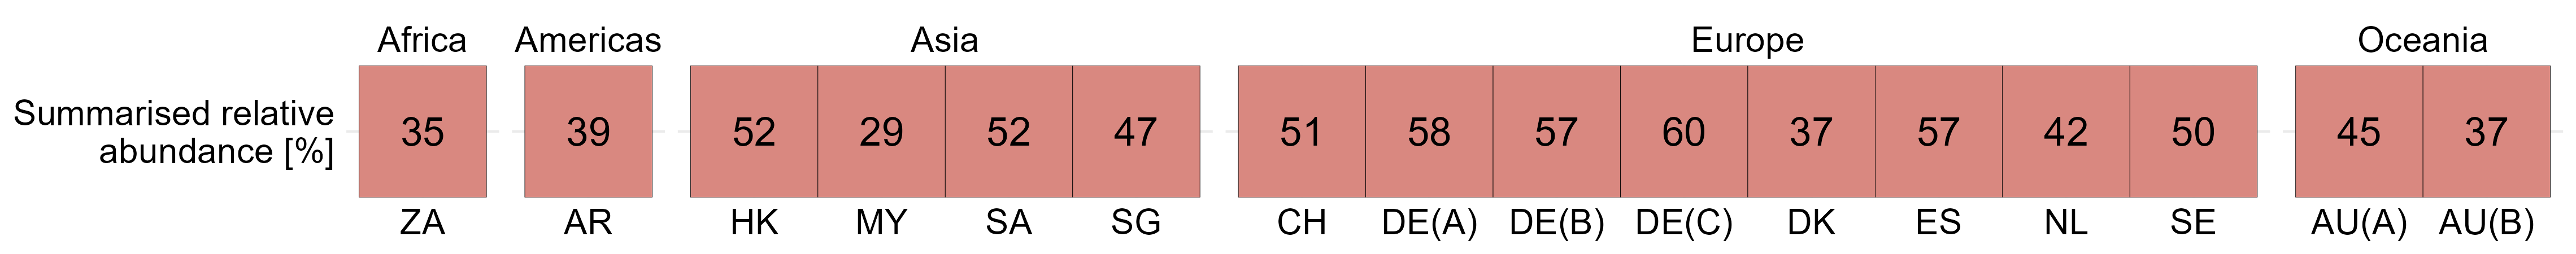 Africa Americas Asia Europe Oceania
Summarised relative
abundance [%]
35 39 52 29 52 47 51 58 57 60 37 57 42 50 45 37
ZA AR HK MY SA SG CH DE(A) DE(B) DE(C) DK ES NL SE AU(A) AU(B)